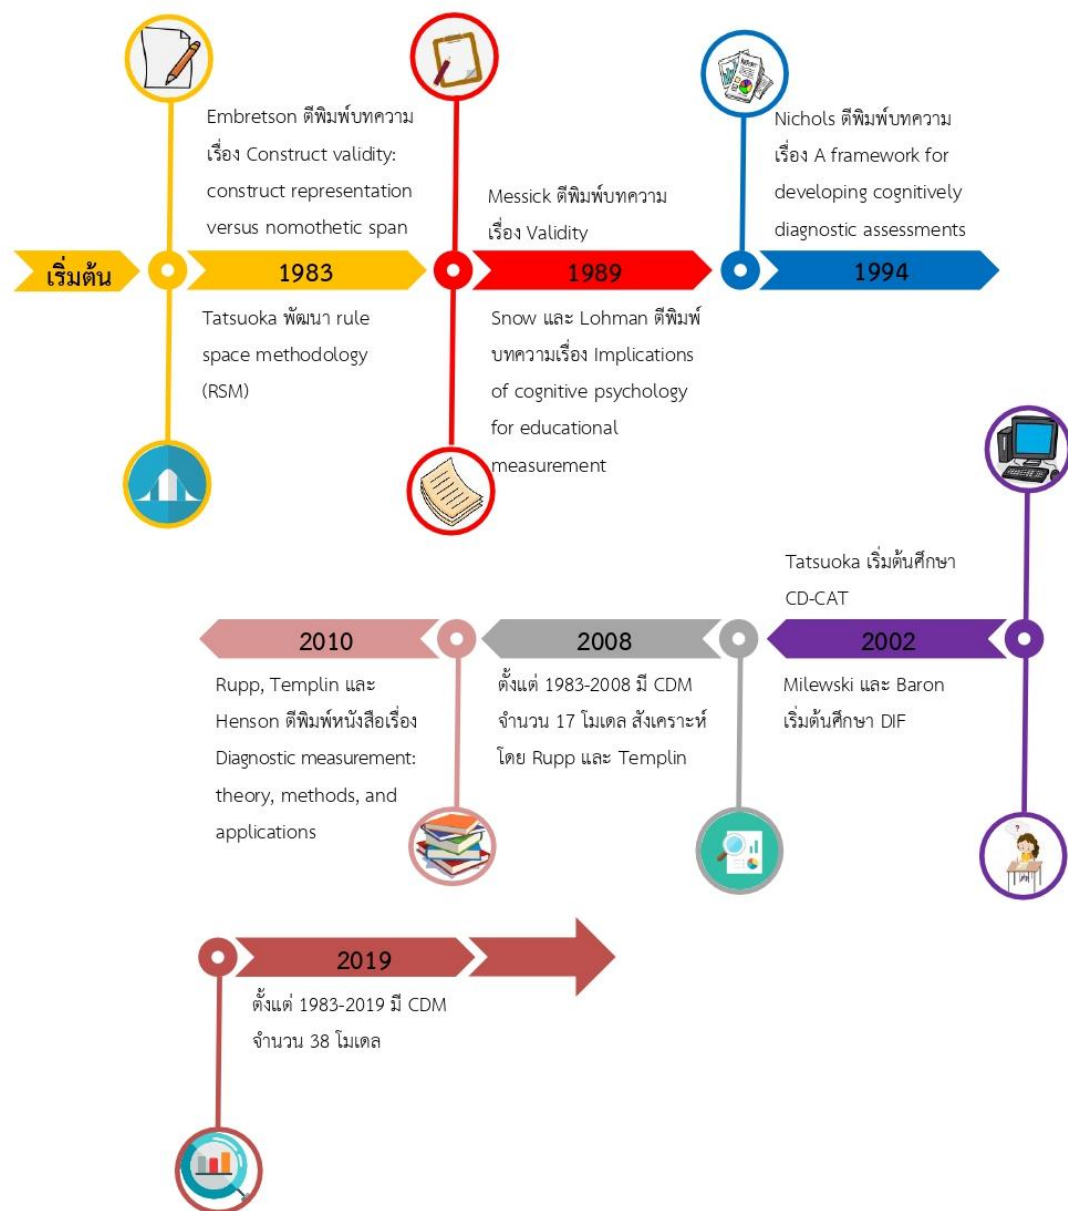 Embretson ตีพิมพ์บทความ
เรื่อง Construct validity:
construct representation
versus nomothetic span
Messick ตีพิมพ์บทความ
เรื่อง Validity
Nichols ตีพิมพ์บทความ
เรื่อง A framework for
developing cognitively
diagnostic assessments
เริ่มต้น
1983
1989
1994
Tatsuoka พัฒนา rule
space methodology
(RSM)
Snow และ Lohman ตีพิมพ์
บทความเรื่อง Implications
of cognitive psychology
for educational
measurement
Tatsuoka เริ่มต้นศึกษา
CD-CAT
2002
Milewski และ Baron
เริ่มต้นศึกษา DIF
2008
ตั้งแต่ 1983-2008 มี CDM
จำนวน 17 โมเดล สังเคราะห์
โดย Rupp และ Templin
2010
Rupp, Templin และ
Henson ตีพิมพ์หนังสือเรื่อง
Diagnostic measurement:
theory, methods, and
applications
2019
ตั้งแต่ 1983-2019 มี CDM
จำนวน 38 โมเดล